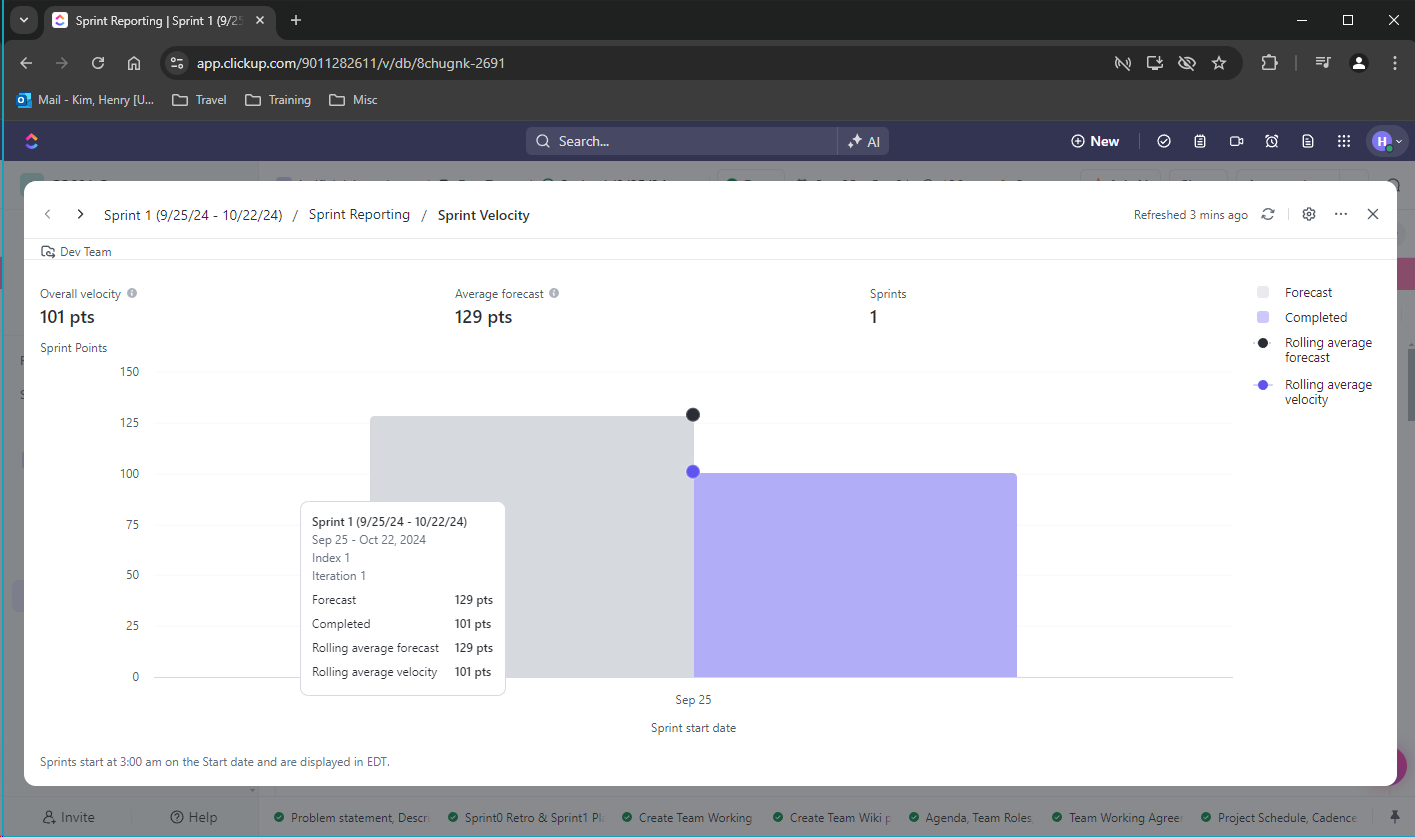 Sprint Reporting | Sprint 1 (9/25
app.clickup.com/9011282611/v/db/8chugnk-2691
Mail - Kim, Henry [U... Travel Training Misc
Search... AI New H
Sprint 1 (9/25/24 - 10/22/24) / Sprint Reporting / Sprint Velocity Refreshed 3 mins ago
Dev Team
Overall velocity Average forecast Sprints
101 pts 129 pts 1
Forecast
Completed
Rolling average
forecast
Rolling average
velocity
Sprint Points
150
125
100
75
50
25
0
Sprint 1 (9/25/24 - 10/22/24)
Sep 25 - Oct 22, 2024
Index 1
Iteration 1
Forecast 129 pts
Completed 101 pts
Rolling average forecast 129 pts
Rolling average velocity 101 pts
Sep 25
Sprint start date
Sprints start at 3:00 am on the Start date and are displayed in EDT.
Invite Help Problem statement, Descri Sprint0 Retro & Sprint1 Pl Create Team Working Create Team Wiki p Agenda, Team Roles, Team Working Agree Project Schedule, Cadence